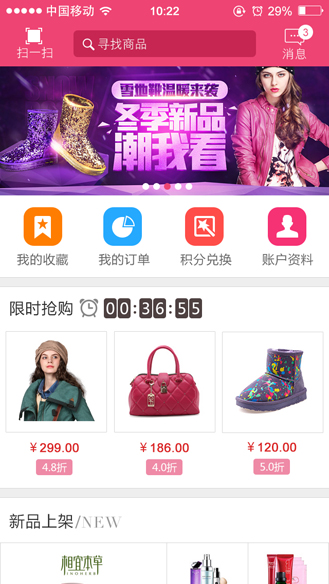 中国移动 10:22 29%
扫一扫
寻找商品
3
消息
雪地靴温暖来袭
冬季新品
潮我看
我的收藏 我的订单 积分兑换 账户资料
限时抢购 00:36:55
￥299.00 ￥186.00 ￥120.00
4.8折 4.0折 5.0折
新品上架/NEW
相宜本草
INOHERB